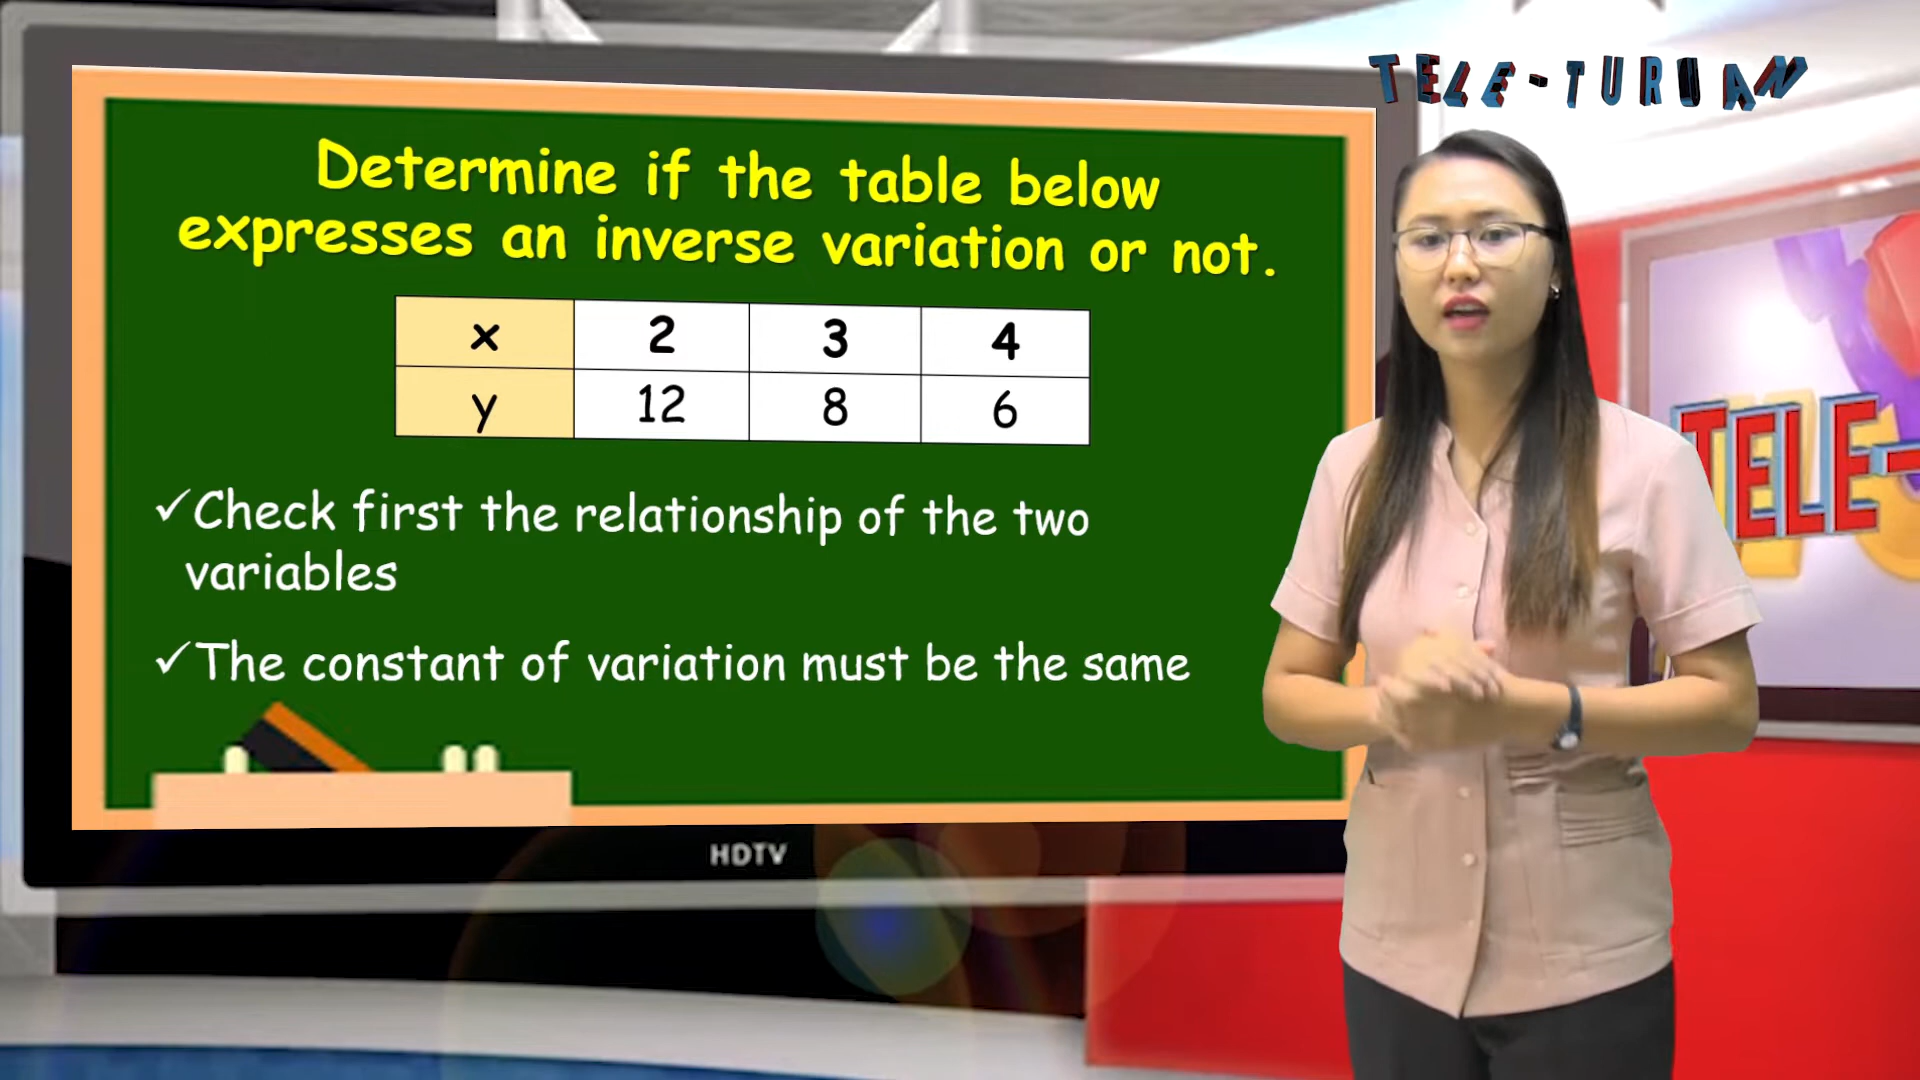 TELE-TURUAN
Determine if the table below
expresses an inverse variation or not.
x 2 3 4
y 12 8 6
✓Check first the relationship of the two
variables
✓The constant of variation must be the same
TELE-
HDTV